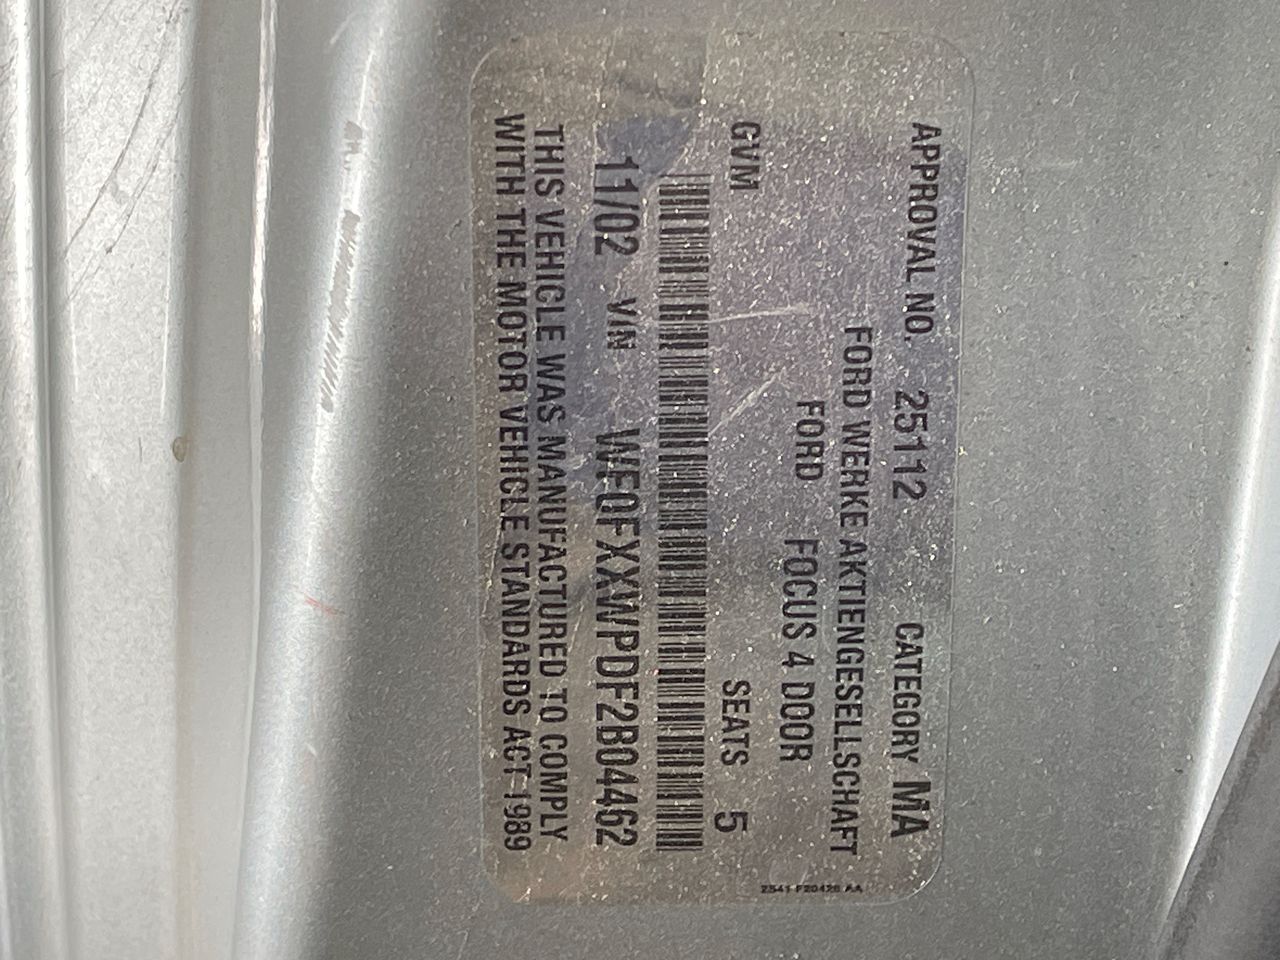 APPROVAL NO. 25112 CATEGORY MA
FORD WERKE AKTIENGESELLSCHAFT
FORD FOCUS 4 DOOR
GVM SEATS 5
11/02 VIN WF0FXXWPDF2B04462
THIS VEHICLE WAS MANUFACTURED TO COMPLY
WITH THE MOTOR VEHICLE STANDARDS ACT 1989